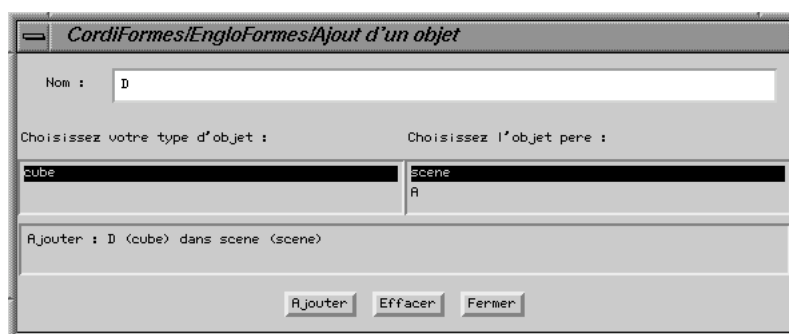 CordiFormes/EngloFormes/Ajout d'un objet
Nom : D
Choisissez votre type d'objet : Choisissez l'objet pere :
cube scene
A
Ajouter : D (cube) dans scene (scene)
Ajouter Effacer Fermer